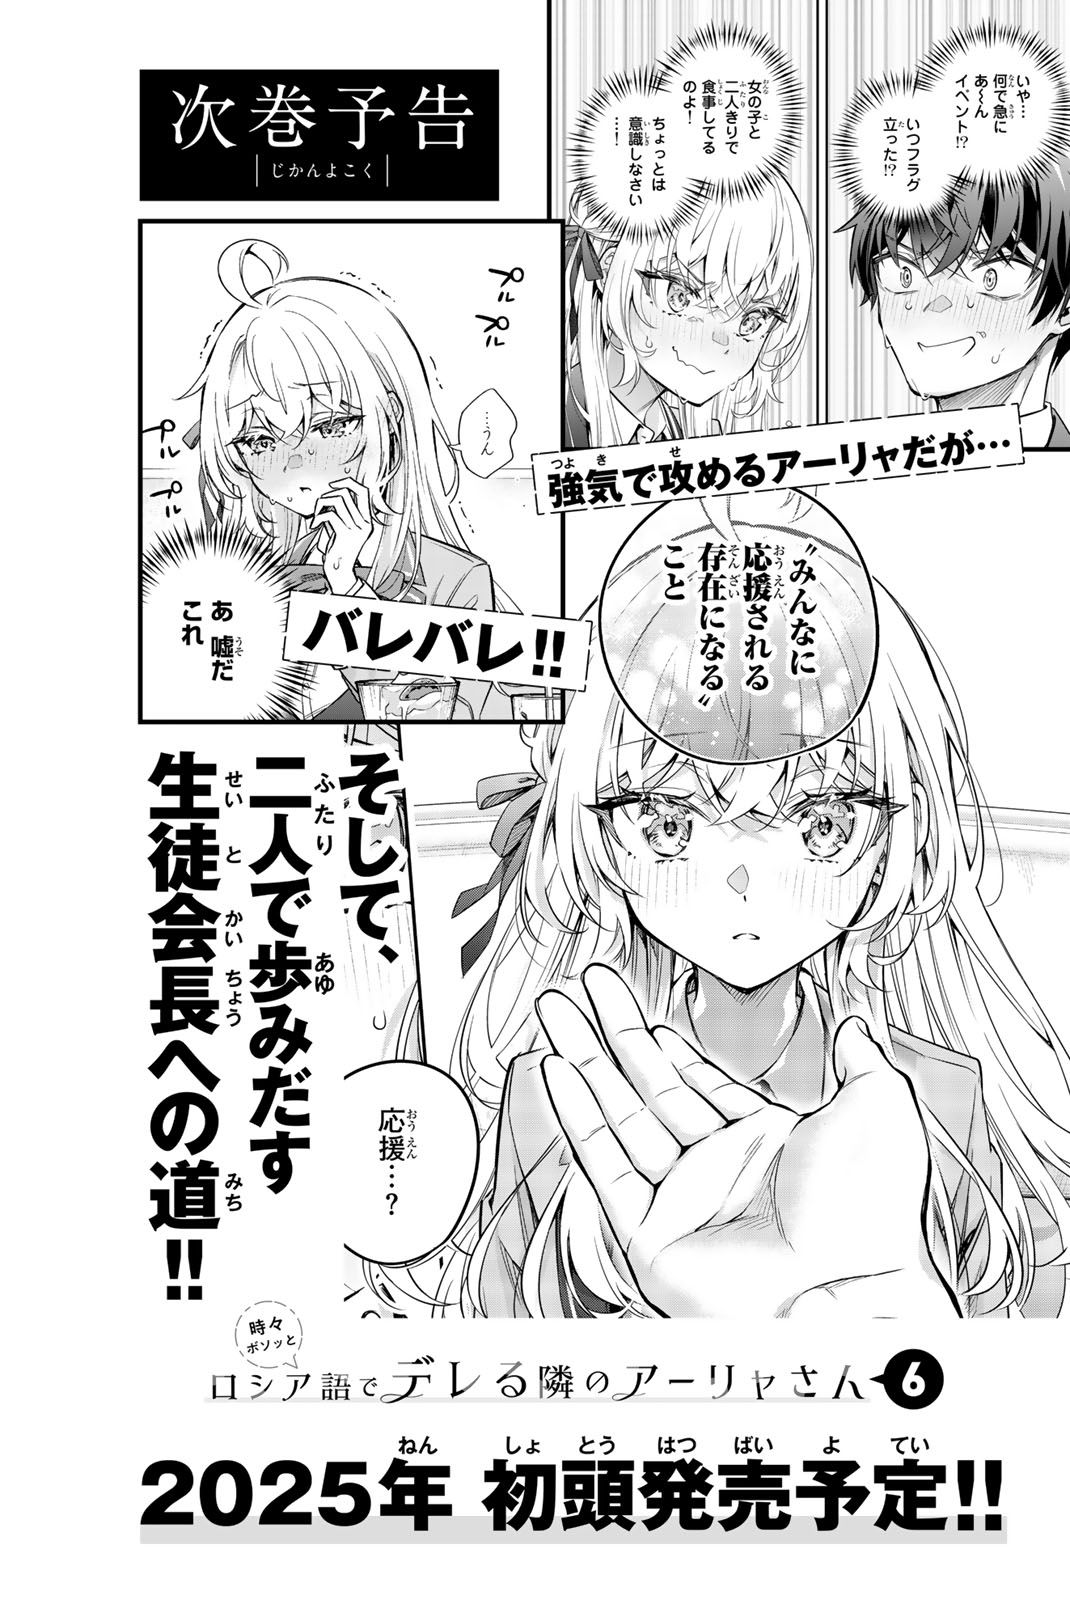 次巻予告
じかんよこく
いや…
何で急に
あ〜ん
イベント!?
いつフラグ
立った!?
女の子と
二人きりで
食事してる
のよ！
ちょっとは
意識しなさい
…！
強気で攻めるアーリャだが…
プルプル
プルプル
プルプル
…うん
あ 嘘だ
これ
バレバレ!!
〝みんなに
応援される
存在になる〟
こと
そして、
二人で歩みだす
生徒会長への道!!
応援…？
時々
ボソッと
ロシア語でデレる隣のアーリャさん 6
2025年 初頭発売予定!!